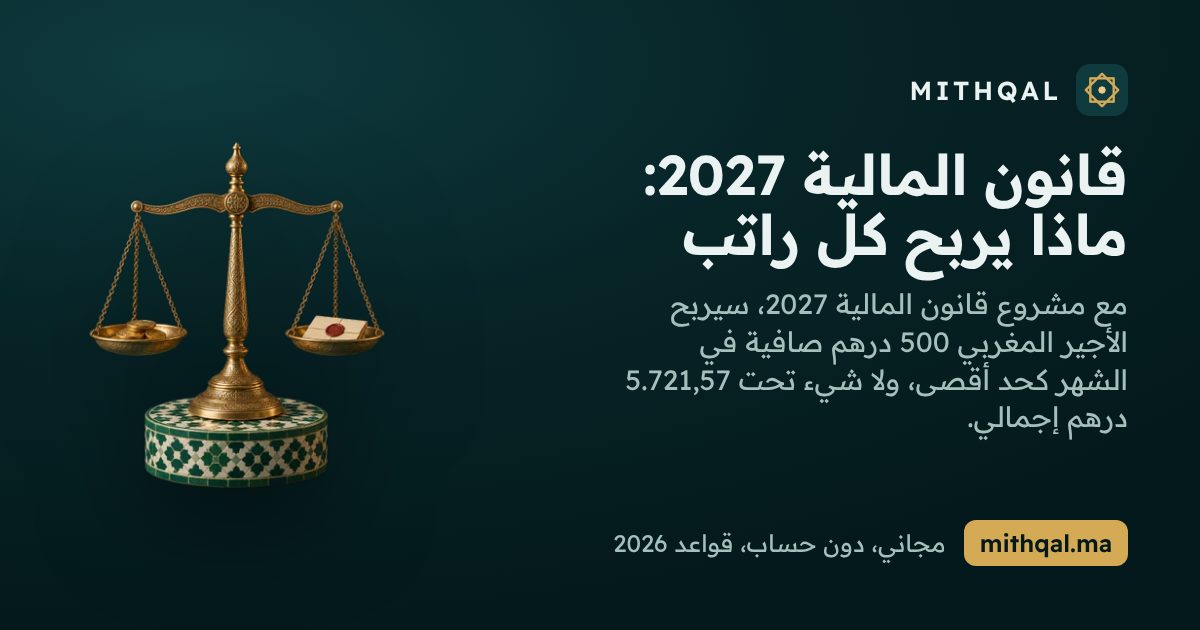 MITHQAL
قانون المالية 2027:
ماذا يربح كل راتب
مع مشروع قانون المالية 2027، سيربح
الأجير المغربي 500 درهم صافية في
الشهر كحد أقصى، ولا شيء تحت 5.721,57
درهم إجمالي.
mithqal.ma
مجاني، دون حساب، قواعد 2026